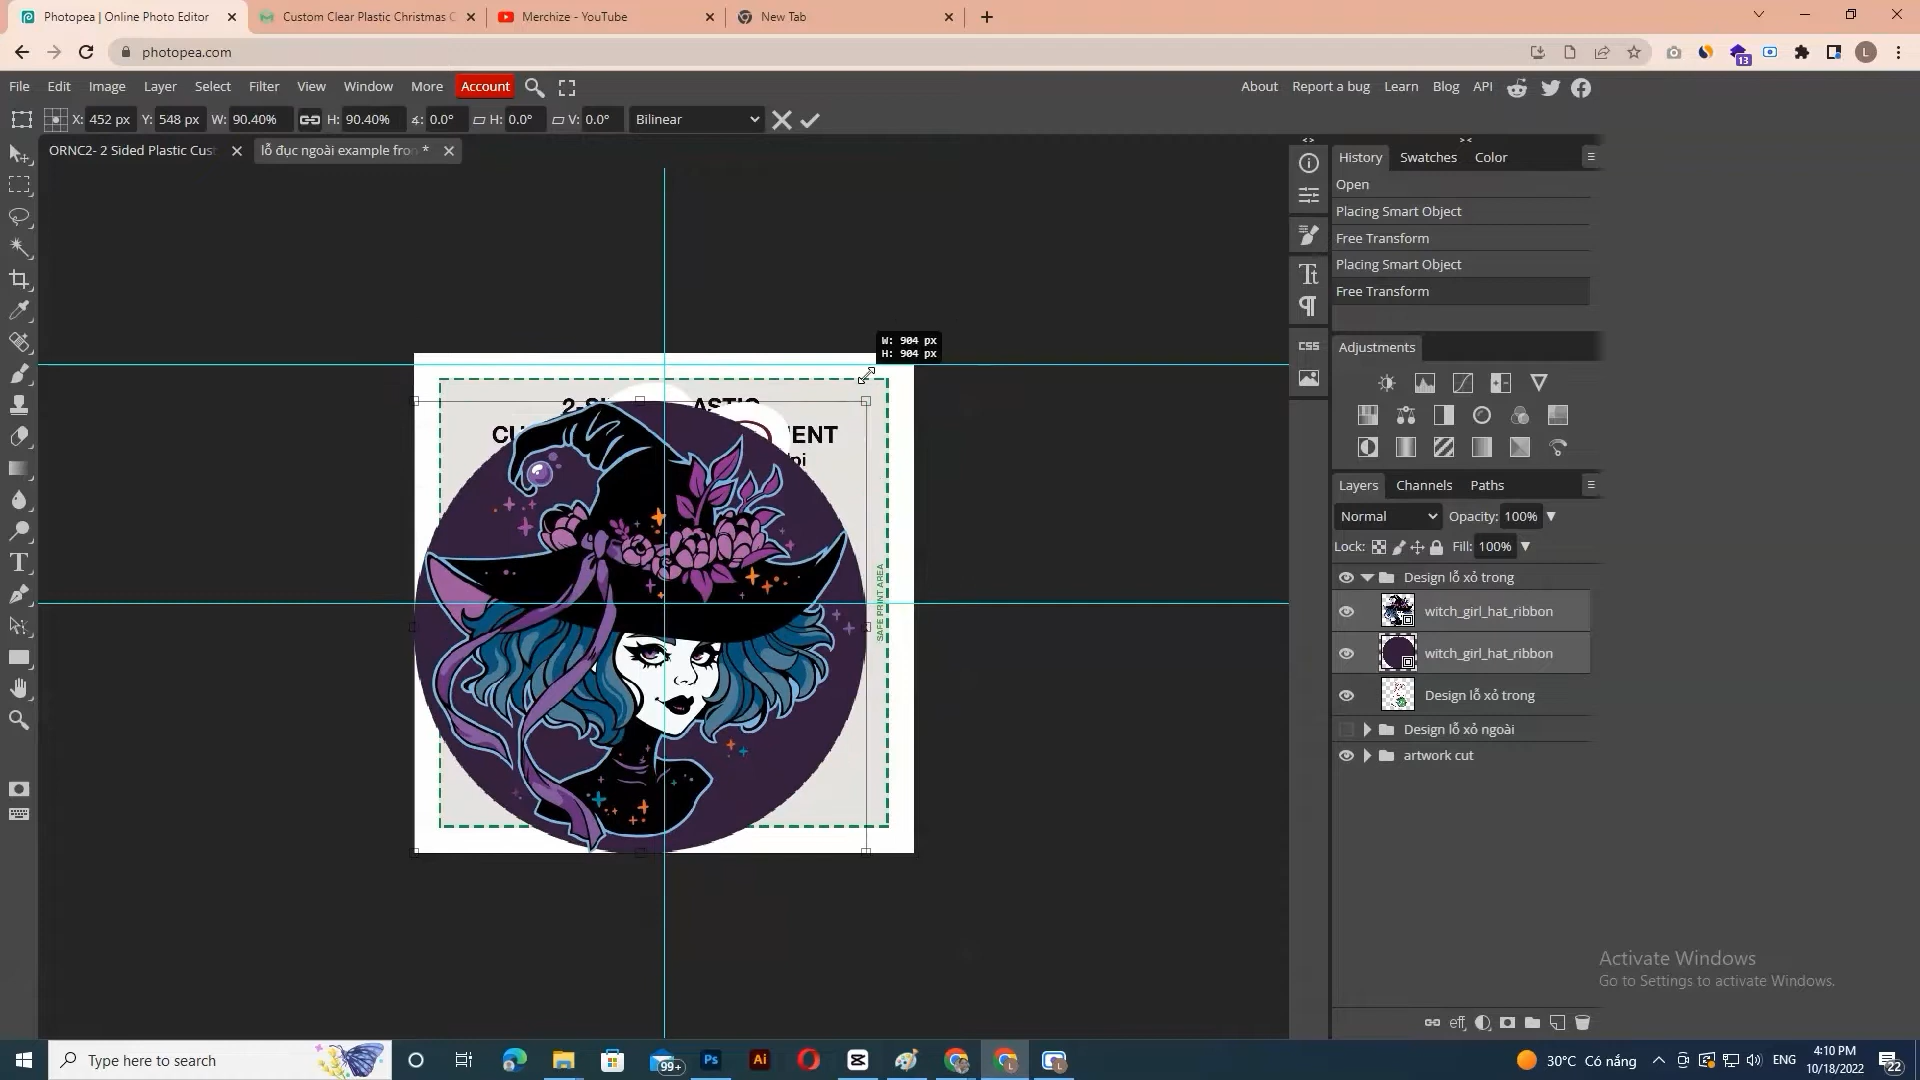 Photopea | Online Photo Editor
Custom Clear Plastic Christmas C
Merchize - YouTube
New Tab
photopea.com
13
L
File Edit Image Layer Select Filter View Window More Account
About Report a bug Learn Blog API
X: 452 px Y: 548 px W: 90.40% H: 90.40% 0.0° H: 0.0° V: 0.0° Bilinear
ORNC2- 2 Sided Plastic Cus
lỗ đục ngoài example fron *
History Swatches Color
Open
Placing Smart Object
Free Transform
Placing Smart Object
Free Transform
CSS
W: 904 px
H: 904 px
SAFE PRINT AREA
Adjustments
Layers Channels Paths
Normal Opacity: 100%
Lock: Fill: 100%
Design lỗ xỏ trong
witch_girl_hat_ribbon
witch_girl_hat_ribbon
Design lỗ xỏ trong
Design lỗ xỏ ngoài
artwork cut
eff
Activate Windows
Go to Settings to activate Windows.
Type here to search
99+
Ps
Ai
30°C Có nắng
ENG
4:10 PM
10/18/2022
22